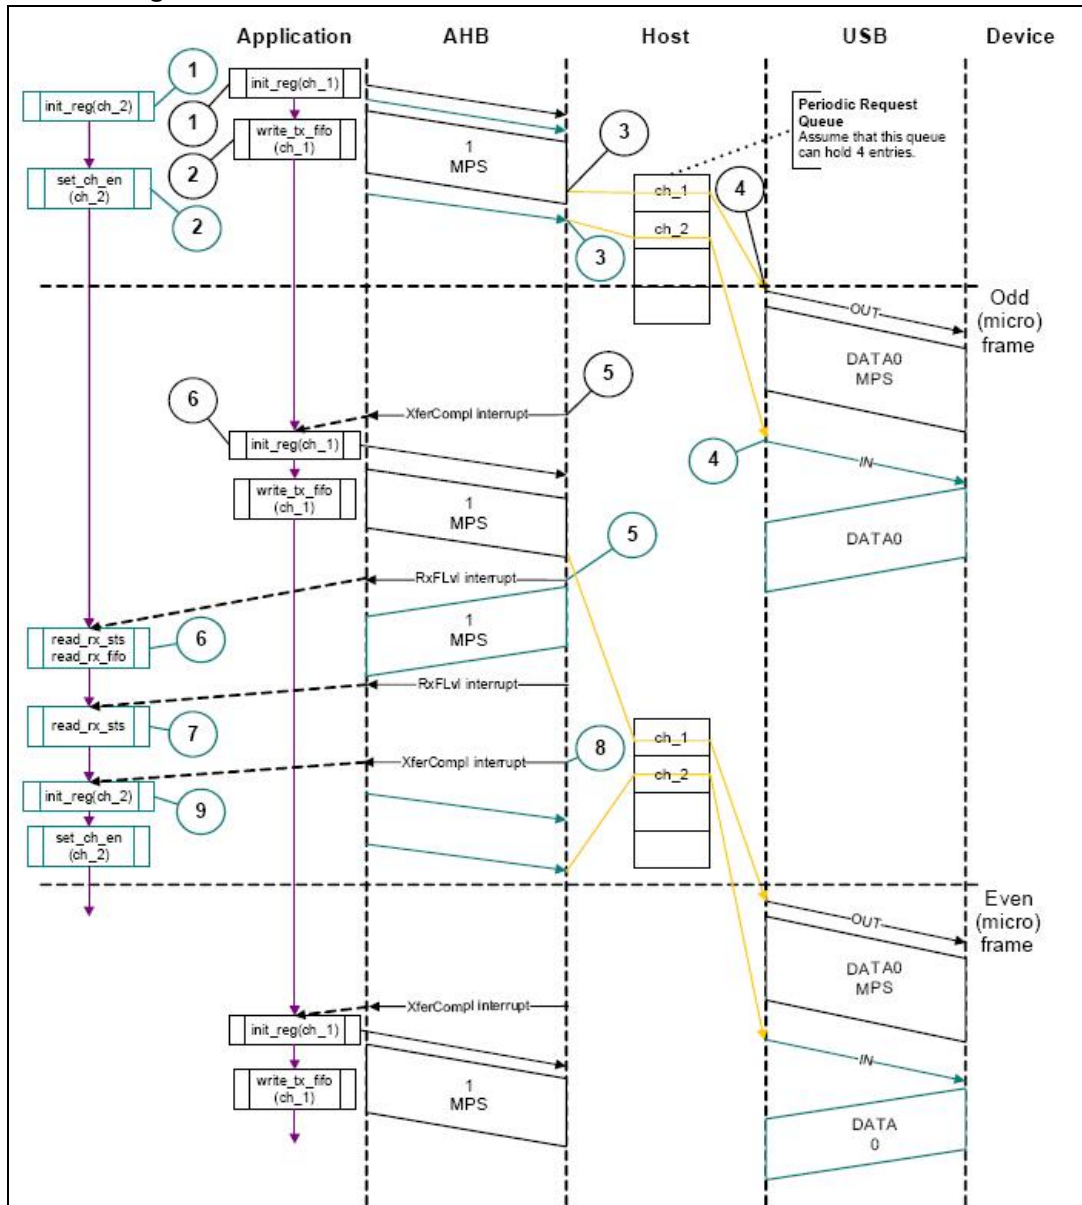 Application AHB Host USB Device
1
init_reg(ch_2)
init_reg(ch_1)
1
Periodic Request
Queue
Assume that this queue
can hold 4 entries.
write_tx_fifo
(ch_1)
2
1
MPS
3
set_ch_en
(ch_2)
2
ch_1
4
ch_2
3
Odd
(micro)
frame
OUT
DATA0
MPS
5
6
XferCompl interrupt
init_reg(ch_1)
4
IN
write_tx_fifo
(ch_1)
1
MPS
DATA0
5
RxFLvl interrupt
read_rx_sts
read_rx_fifo
6
1
MPS
RxFLvl interrupt
read_rx_sts
7
ch_1
8
XferCompl interrupt
ch_2
init_reg(ch_2)
9
set_ch_en
(ch_2)
Even
(micro)
frame
OUT
DATA0
MPS
XferCompl interrupt
init_reg(ch_1)
IN
write_tx_fifo
(ch_1)
1
MPS
DATA
0